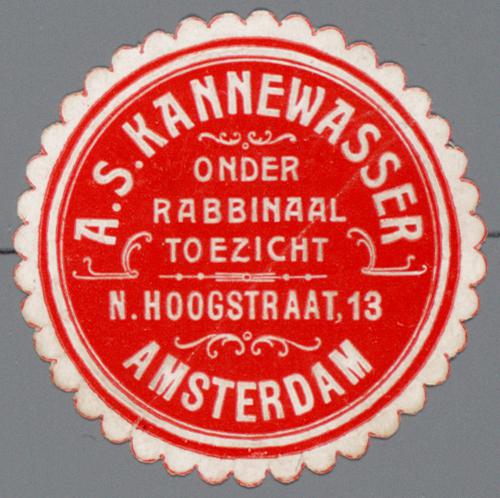 A. S. KANNEWASSER
ONDER
RABBINAAL
TOEZICHT
N. HOOGSTRAAT, 13
AMSTERDAM